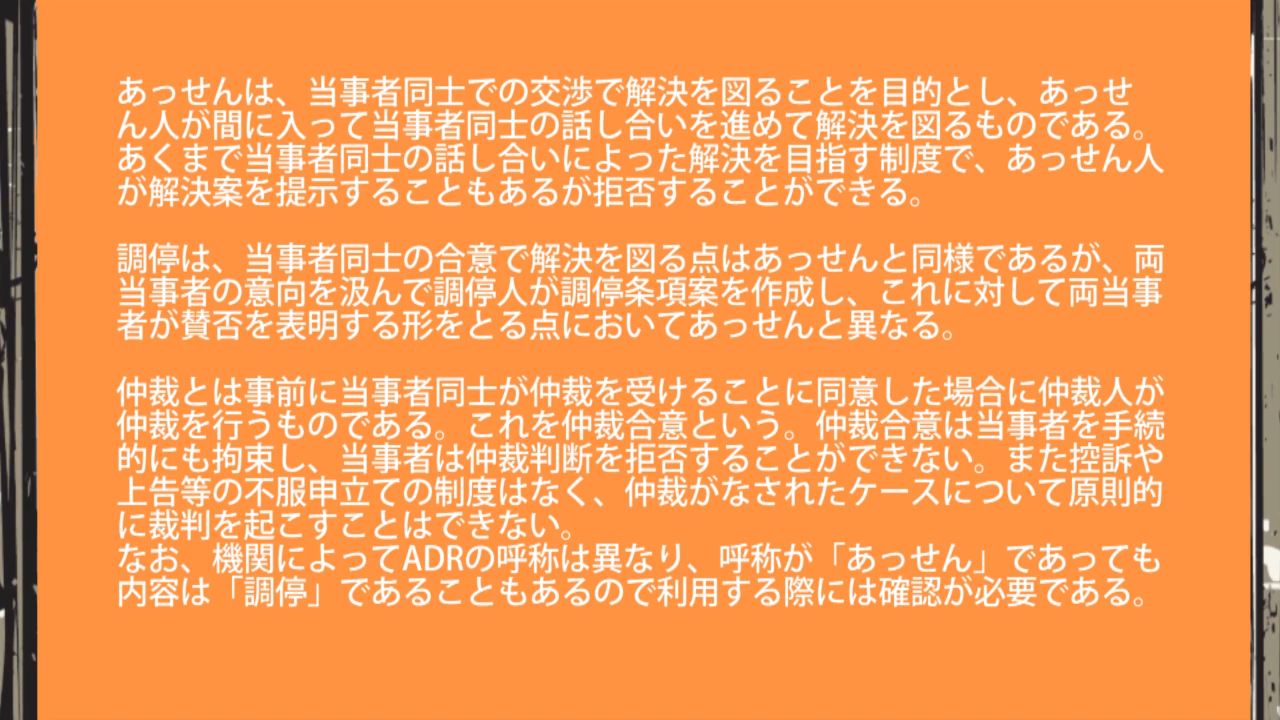 あっせんは、当事者同士での交渉で解決を図ることを目的とし、あっせ
ん人が間に入って当事者同士の話し合いを進めて解決を図るものである。
あくまで当事者同士の話し合いによった解決を目指す制度で、あっせん人
が解決案を提示することもあるが拒否することができる。
調停は、当事者同士の合意で解決を図る点はあっせんと同様であるが、両
当事者の意向を汲んで調停人が調停条項案を作成し、これに対して両当事
者が賛否を表明する形をとる点においてあっせんと異なる。
仲裁とは事前に当事者同士が仲裁を受けることに同意した場合に仲裁人が
仲裁を行うものである。これを仲裁合意という。仲裁合意は当事者を手続
的にも拘束し、当事者は仲裁判断を拒否することができない。また控訴や
上告等の不服申立ての制度はなく、仲裁がなされたケースについて原則的
に裁判を起こすことはできない。
なお、機関によってADRの呼称は異なり、呼称が「あっせん」であっても
内容は「調停」であることもあるので利用する際には確認が必要である。